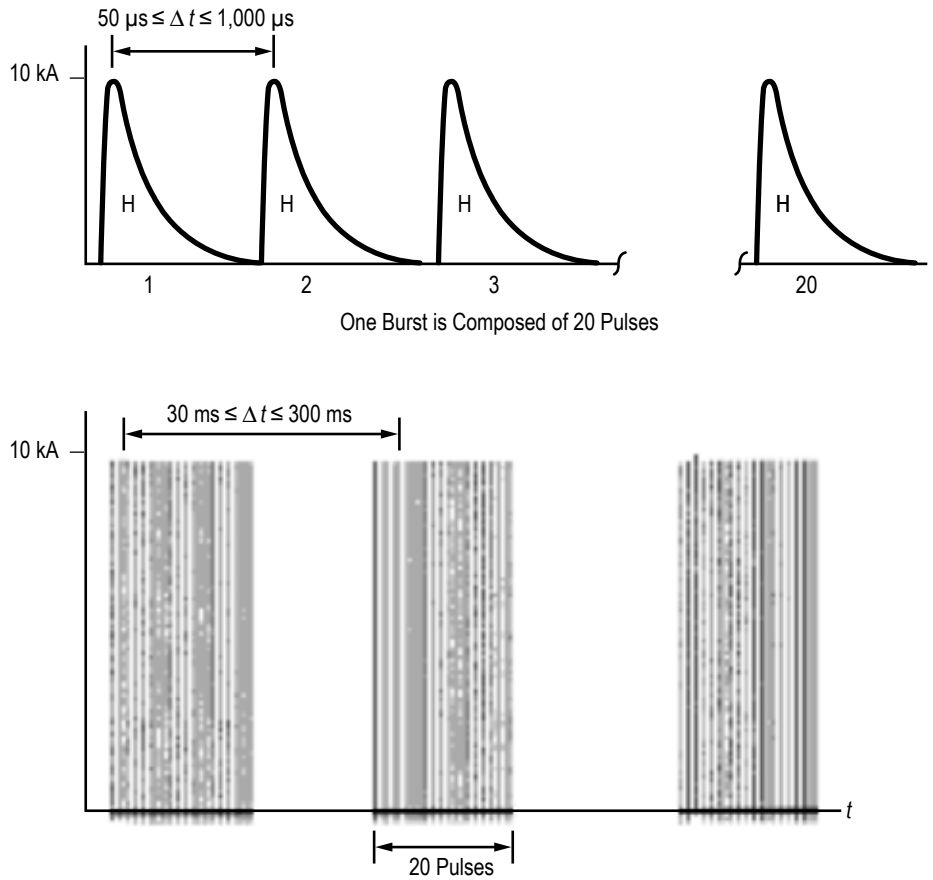 50 µs ≤ Δ t ≤ 1,000 µs
10 kA
H H H H
1 2 3 20
One Burst is Composed of 20 Pulses
30 ms ≤ Δ t ≤ 300 ms
10 kA
t
20 Pulses